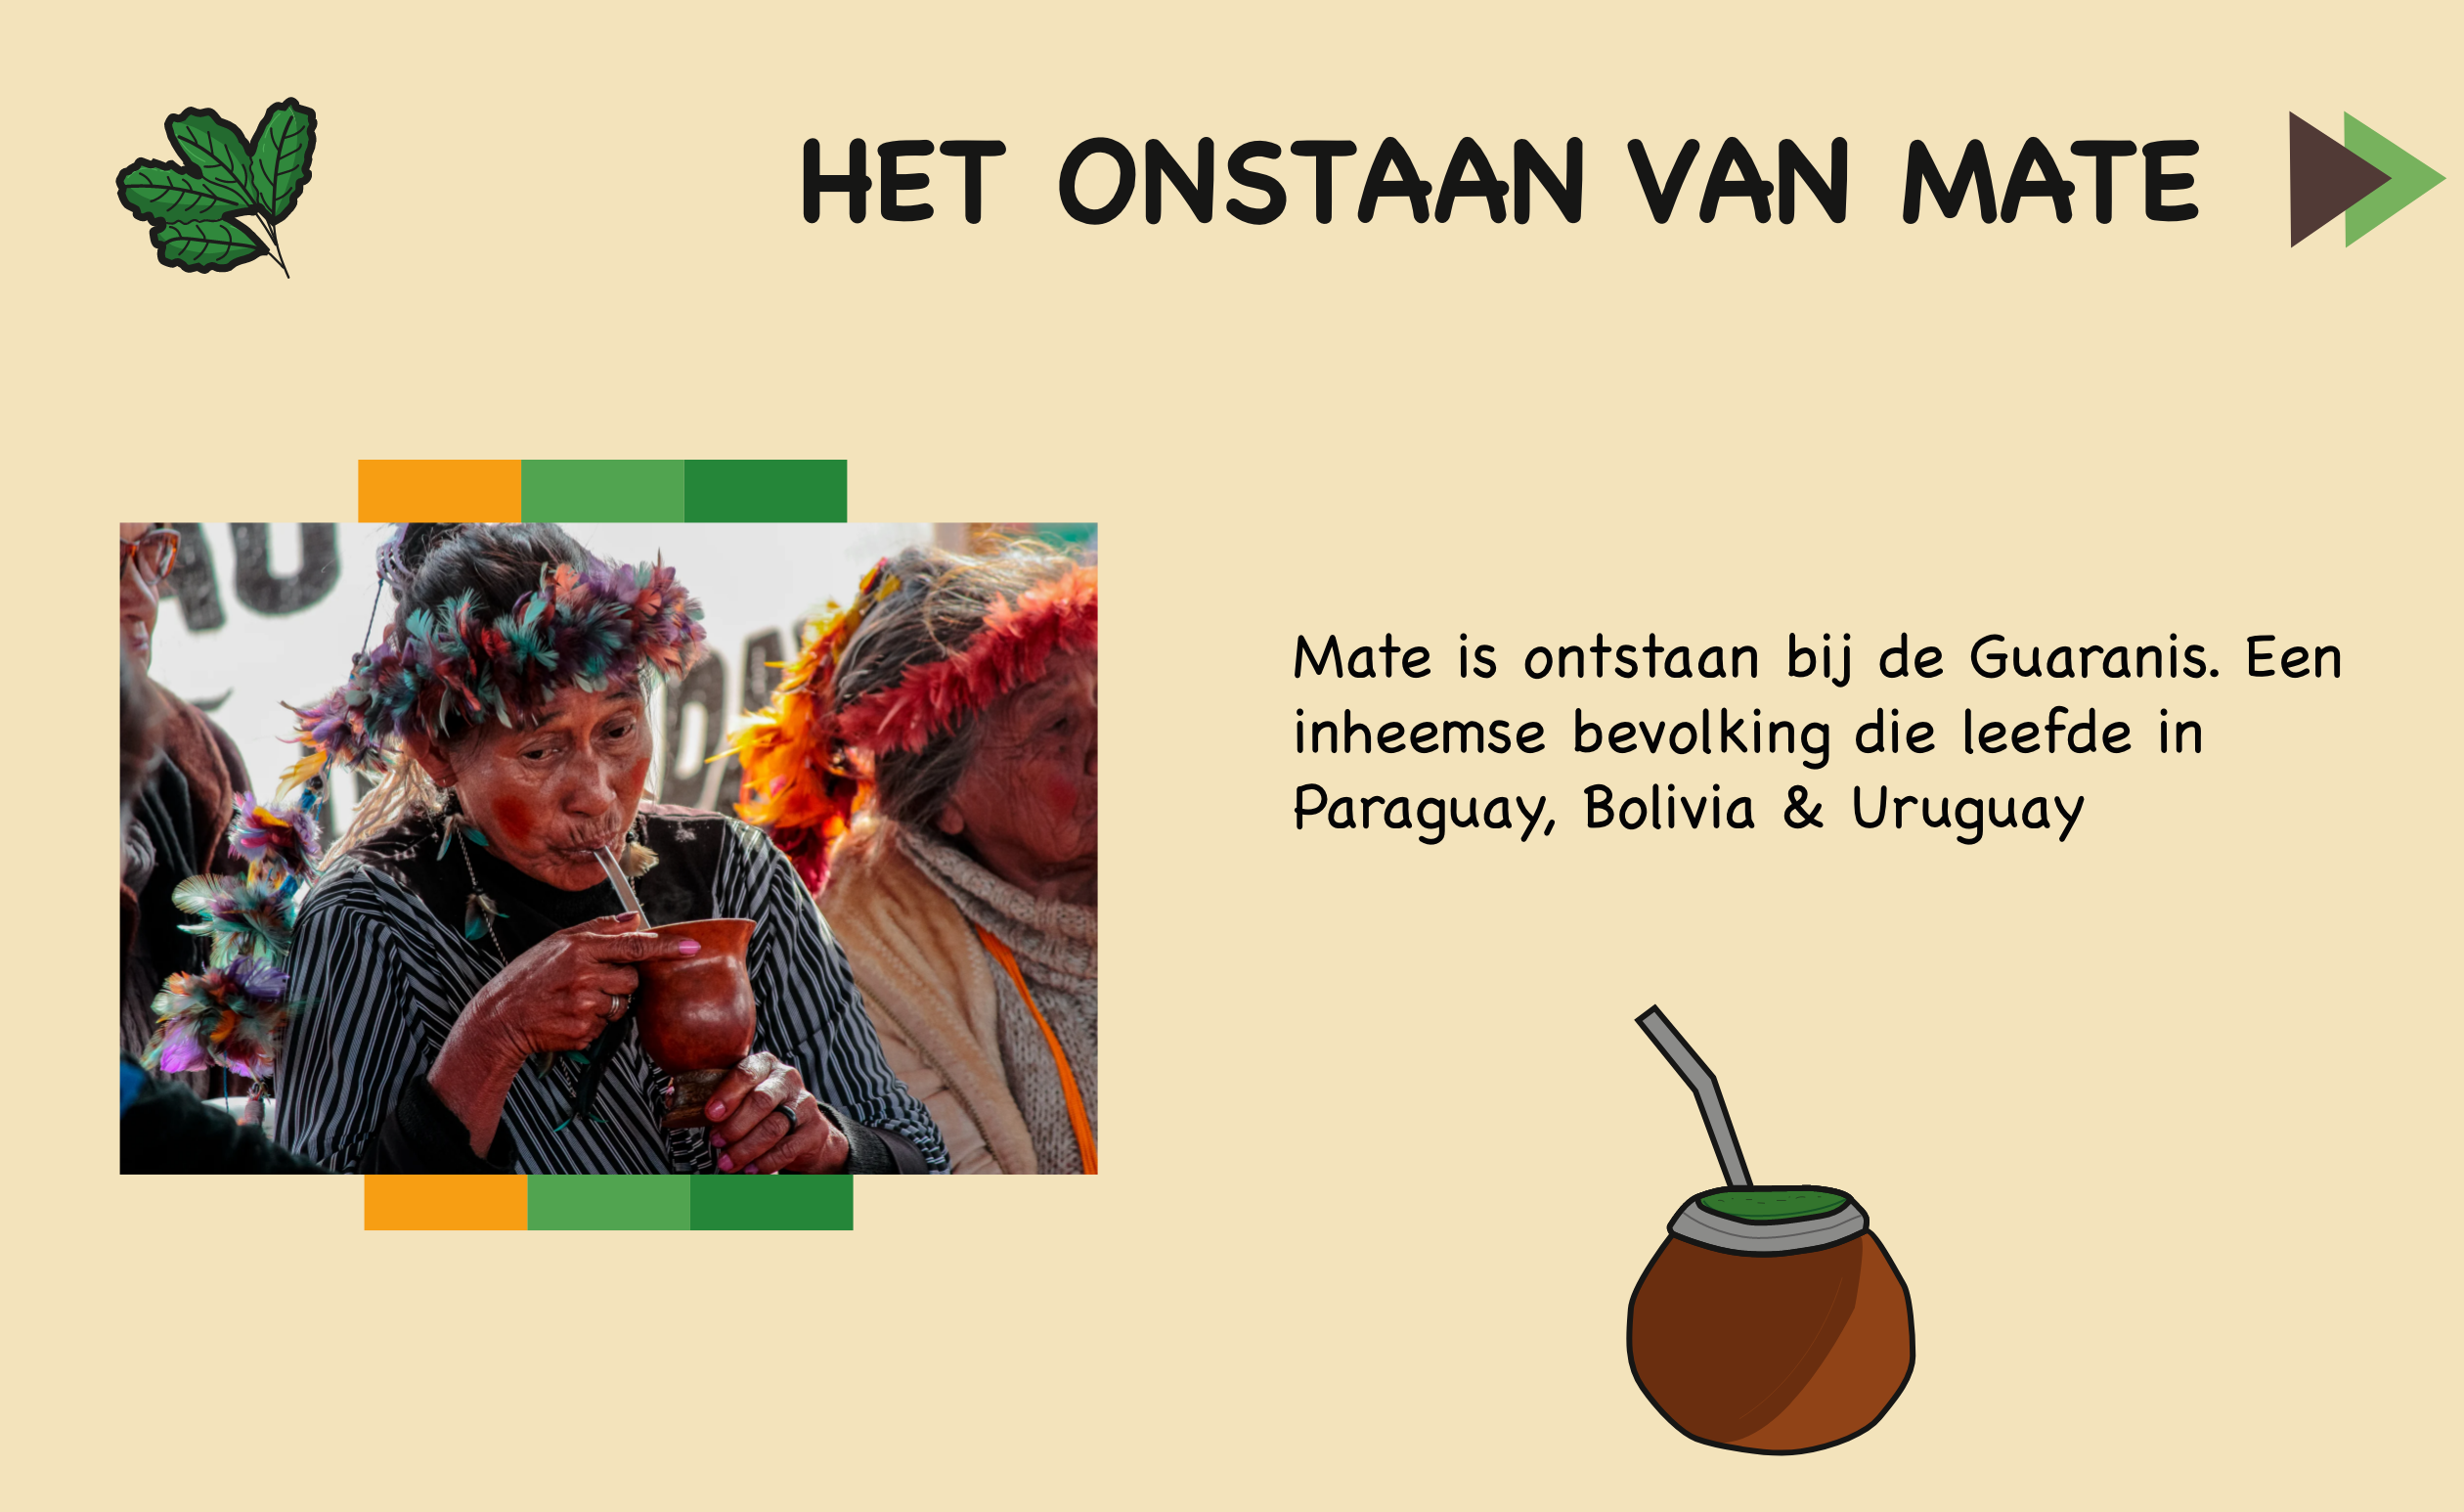 HET ONSTAAN VAN MATE
Mate is ontstaan bij de Guaranis. Een
inheemse bevolking die leefde in
Paraguay, Bolivia & Uruguay